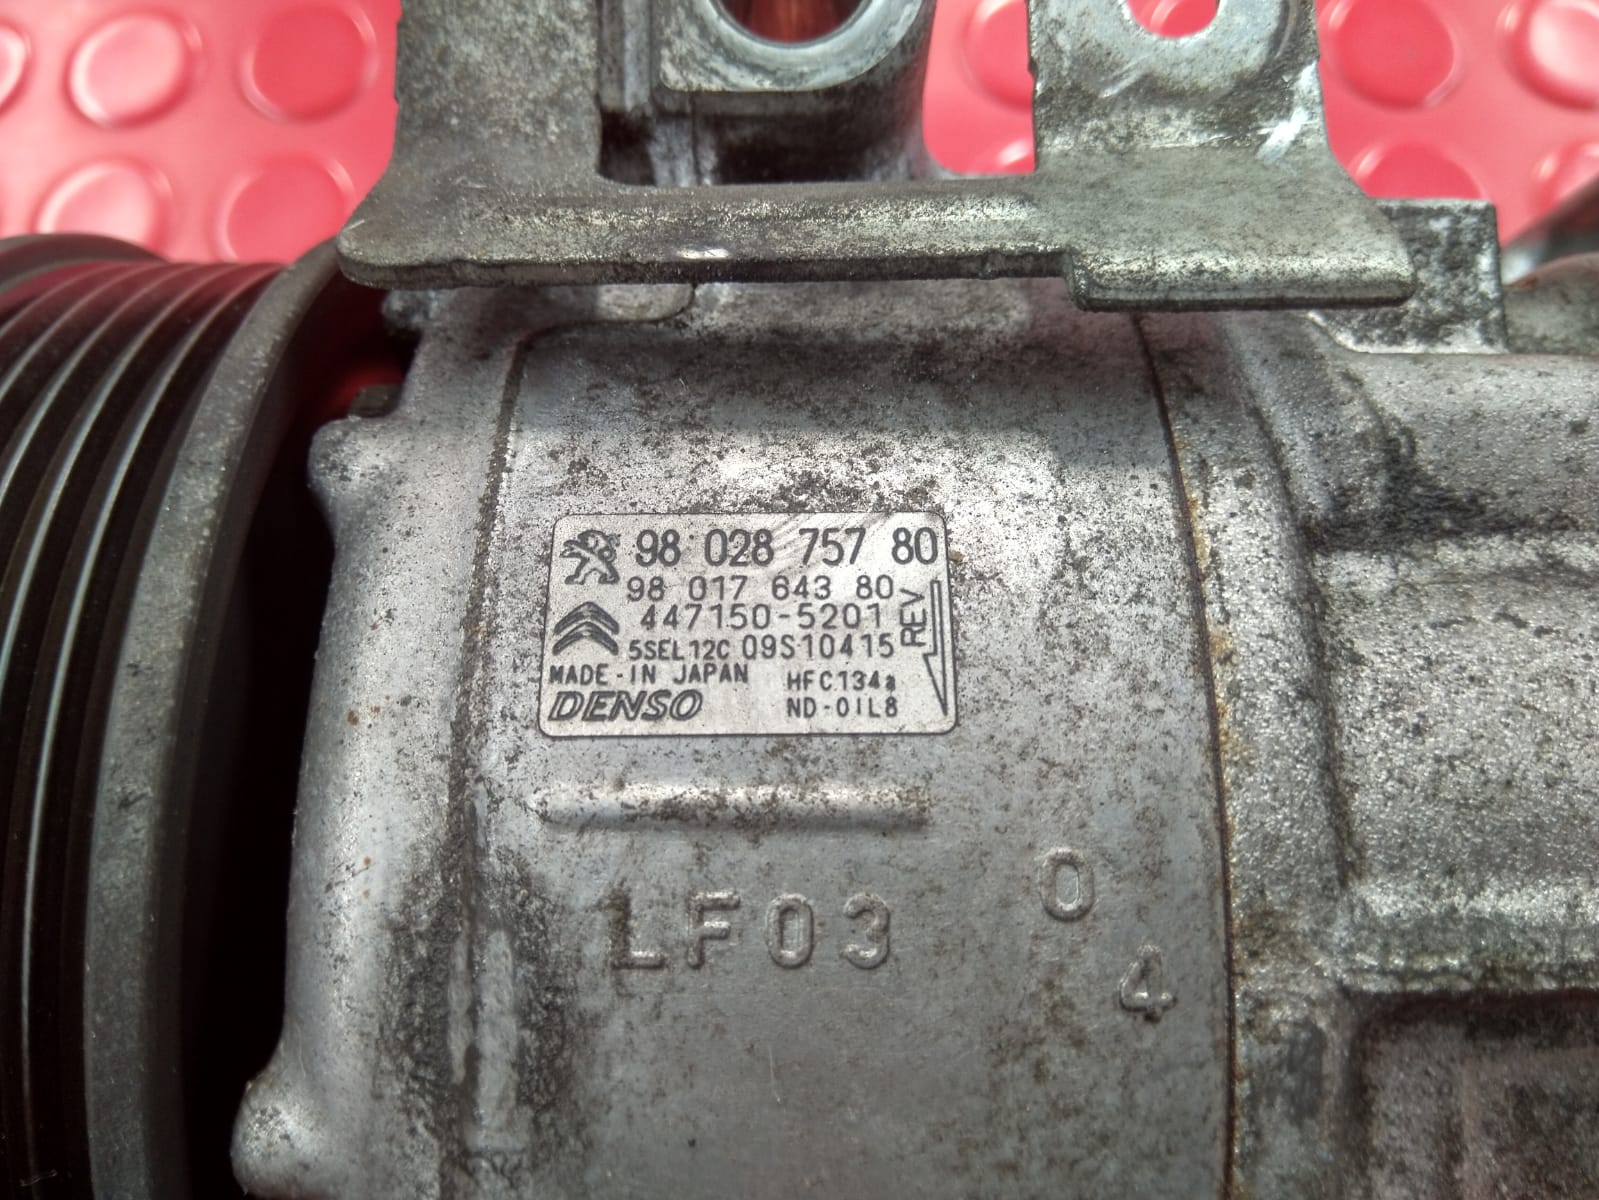 98 028 757 80
98 017 643 80
447150-5201
5SEL12C 09S10415
REV
MADE-IN JAPAN HFC134a
DENSO ND-OIL8
LF03
0
4